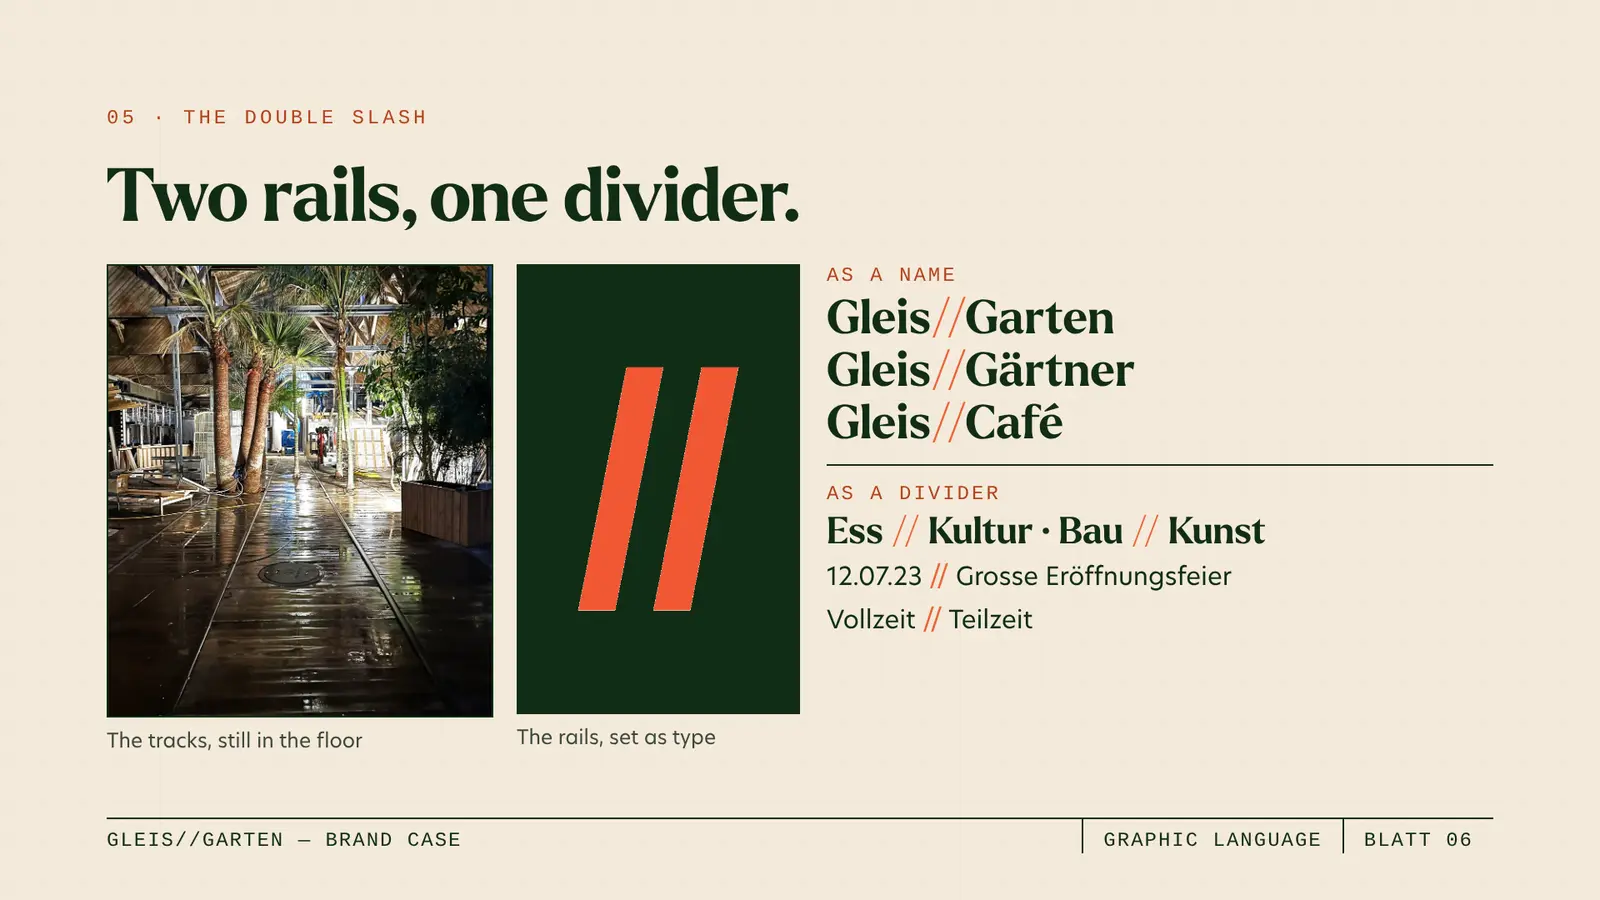 05 · THE DOUBLE SLASH
Two rails, one divider.
The tracks, still in the floor
//
The rails, set as type
AS A NAME
Gleis//Garten
Gleis//Gärtner
Gleis//Café
AS A DIVIDER
Ess // Kultur · Bau // Kunst
12.07.23 // Grosse Eröffnungsfeier
Vollzeit // Teilzeit
GLEIS//GARTEN — BRAND CASE
GRAPHIC LANGUAGE
BLATT 06